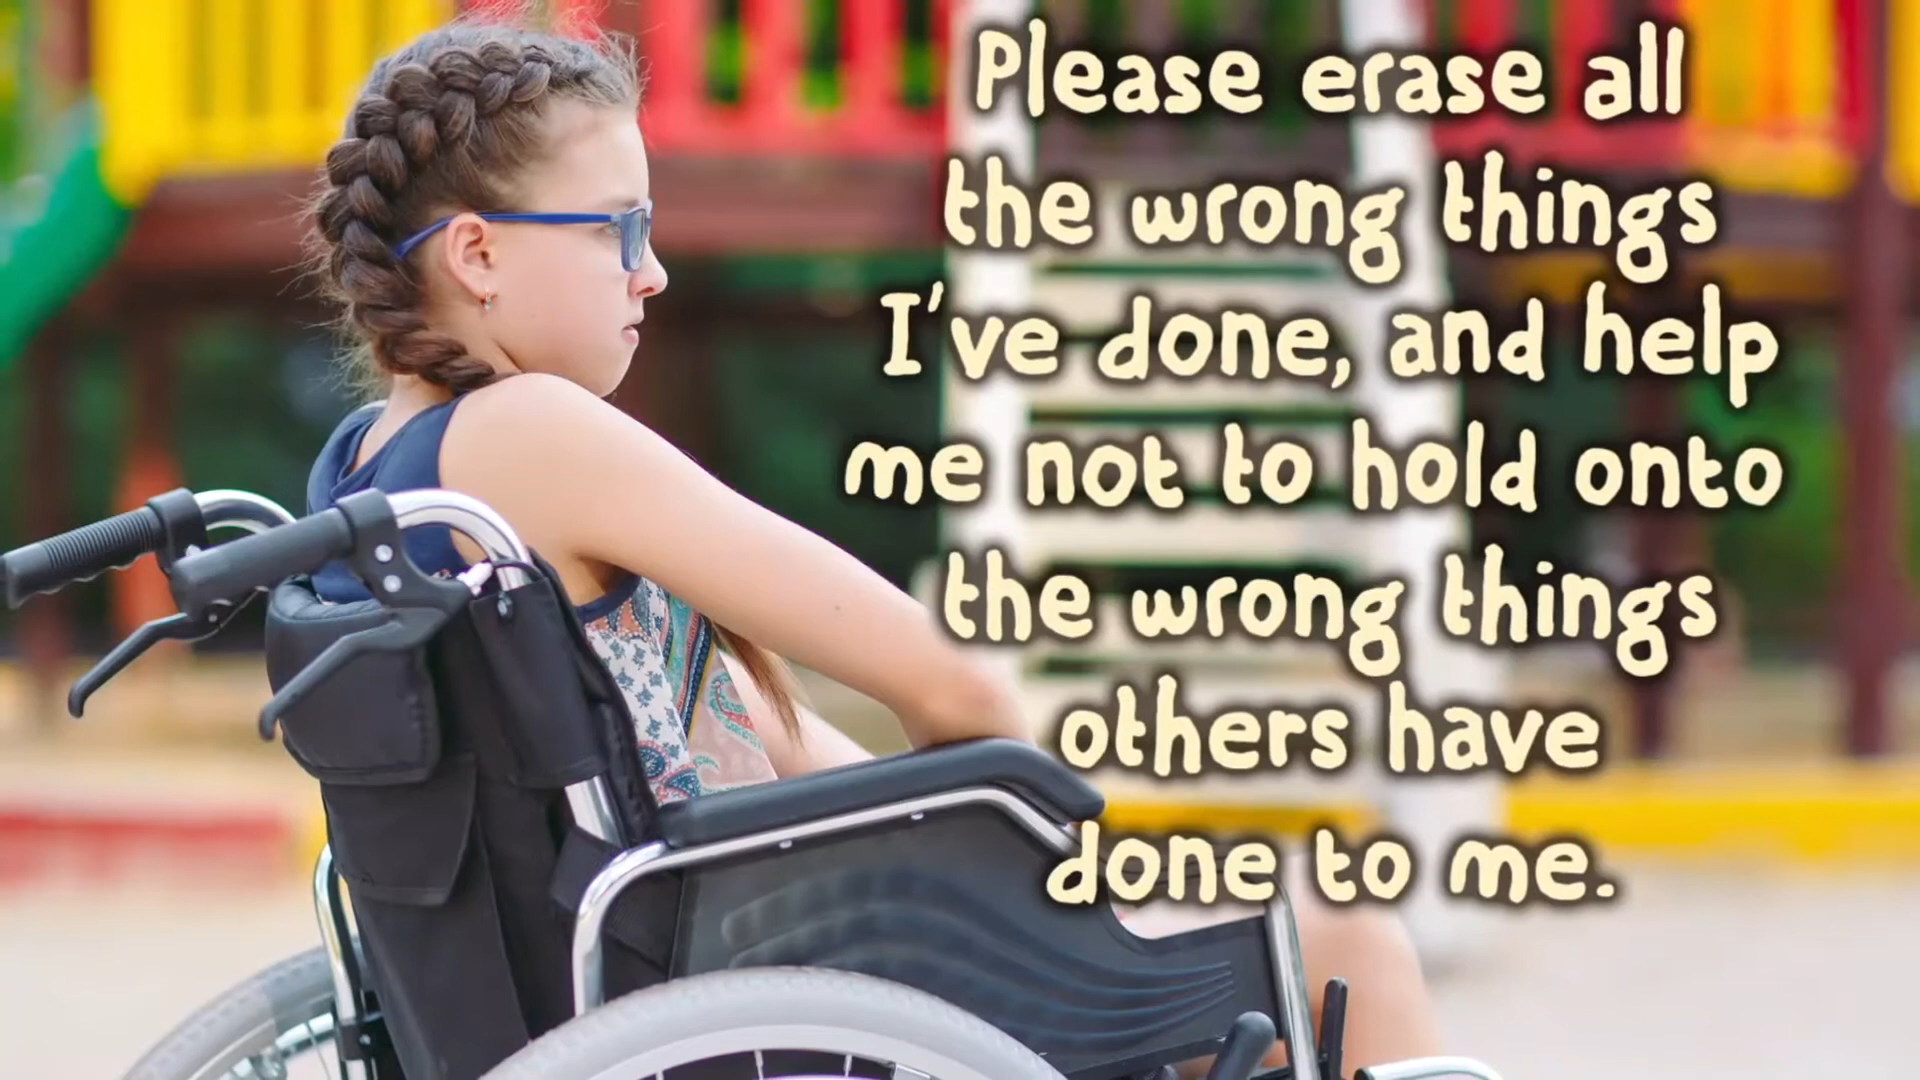 Please erase all
the wrong things
I've done, and help
me not to hold onto
the wrong things
others have
done to me.